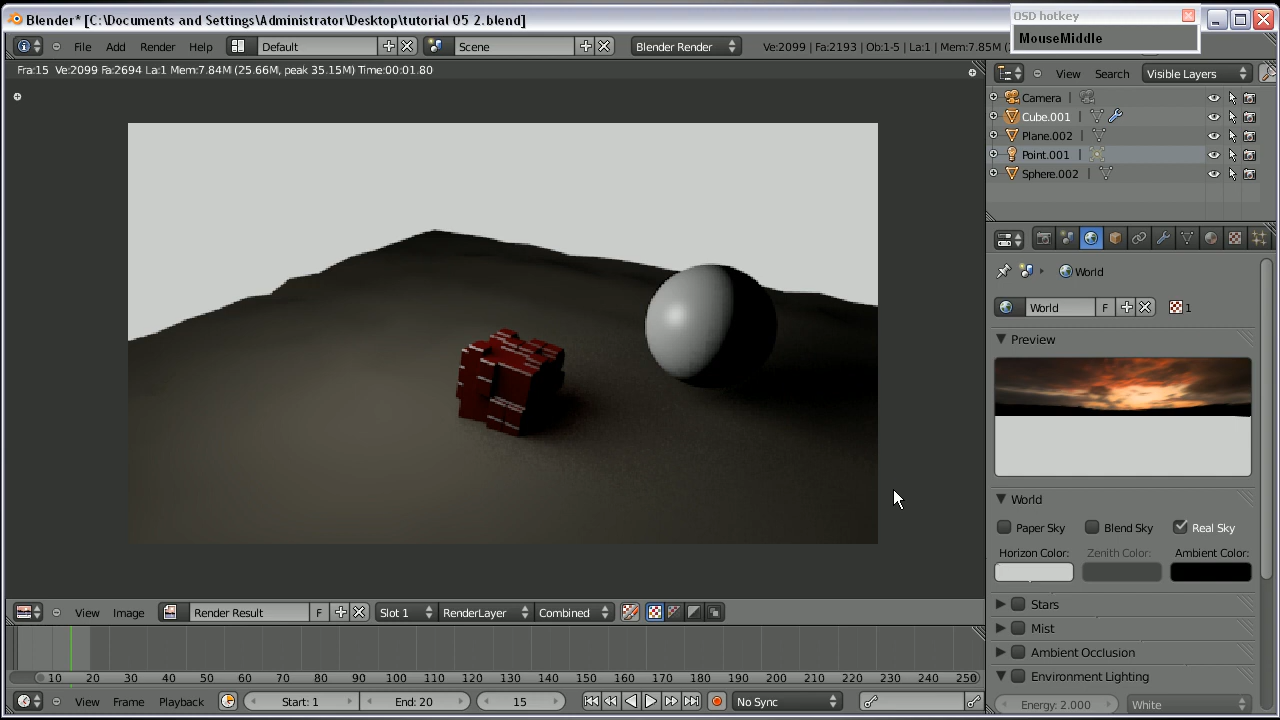 Blender* [C:\Documents and Settings\Administrator\Desktop\tutorial 05 2.blend]
OSD hotkey
MouseMiddle
File Add Render Help Default Scene Blender Render Ve:2099 | Fa:2193 | Ob:1-5 | La:1 | Mem:7.85M
Fra:15 Ve:2099 Fa:2694 La:1 Mem:7.84M (25.66M, peak 35.15M) Time:00:01.80
View Search Visible Layers
Camera
Cube.001
Plane.002
Point.001
Sphere.002
World
World F 1
Preview
World
Paper Sky Blend Sky Real Sky
Horizon Color: Zenith Color: Ambient Color:
Stars
Mist
Ambient Occlusion
Environment Lighting
Energy: 2.000 White
View Image Render Result F Slot 1 RenderLayer Combined
10 20 30 40 50 60 70 80 90 100 110 120 130 140 150 160 170 180 190 200 210 220 230 240 250
View Frame Playback Start: 1 End: 20 15 No Sync